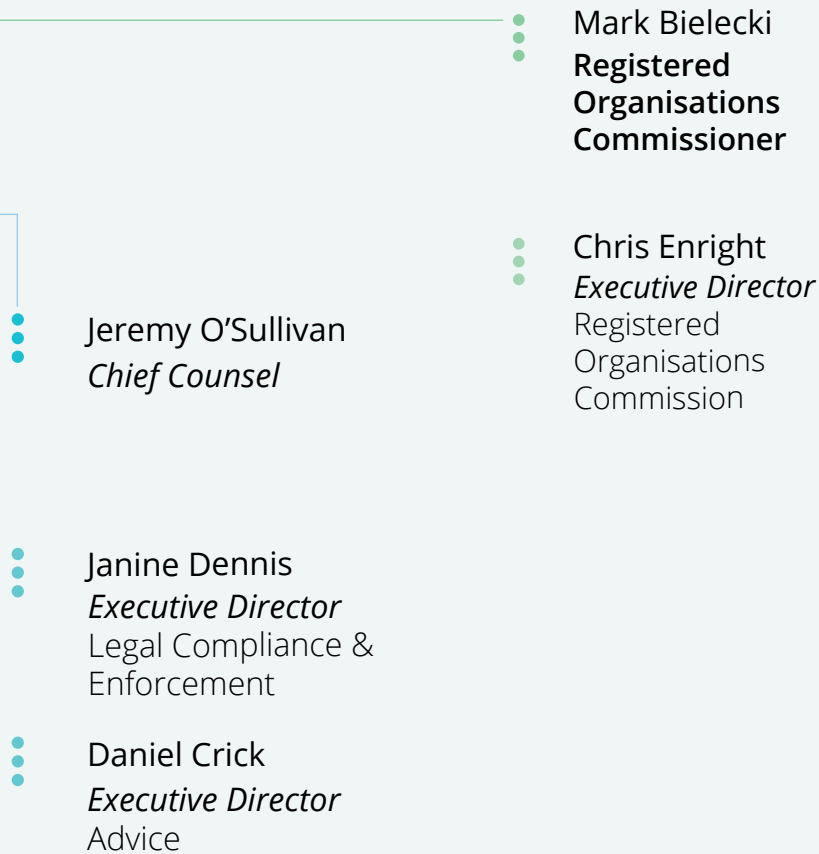 Mark Bielecki
Registered
Organisations
Commissioner
Chris Enright
Executive Director
Registered
Organisations
Commission
Jeremy O’Sullivan
Chief Counsel
Janine Dennis
Executive Director
Legal Compliance &
Enforcement
Daniel Crick
Executive Director
Advice